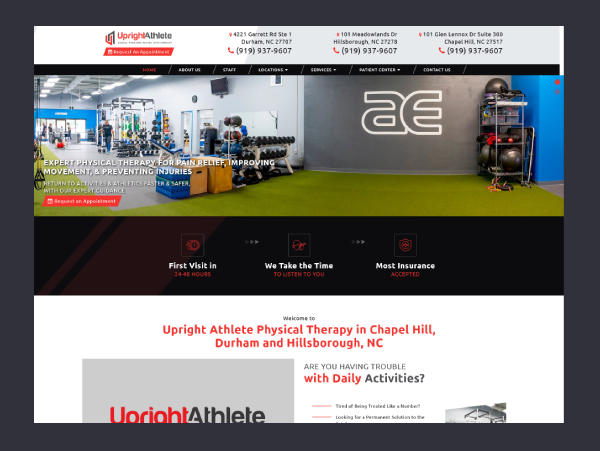 UprightAthlete
Request An Appointment
4221 Garrett Rd Ste 1
Durham, NC 27707
(919) 937-9607
101 Meadowlands Dr
Hillsborough, NC 27278
(919) 937-9607
101 Glen Lennox Dr Suite 300
Chapel Hill, NC 27517
(919) 937-9607
HOME
ABOUT US
STAFF
LOCATIONS
SERVICES
PATIENT CENTER
CONTACT US
EXPERT PHYSICAL THERAPY FOR PAIN RELIEF, IMPROVING
MOVEMENT, & PREVENTING INJURIES
RETURN TO ACTIVITIES & ATHLETICS FASTER & SAFER,
WITH OUR EXPERT GUIDANCE
Request an Appointment
First Visit in
24-48 HOURS
We Take the Time
TO LISTEN TO YOU
Most Insurance
ACCEPTED
Welcome to
Upright Athlete Physical Therapy in Chapel Hill,
Durham and Hillsborough, NC
UprightAthlete
ARE YOU HAVING TROUBLE
with Daily Activities?
Tired of Being Treated Like a Number?
Looking for a Permanent Solution to the